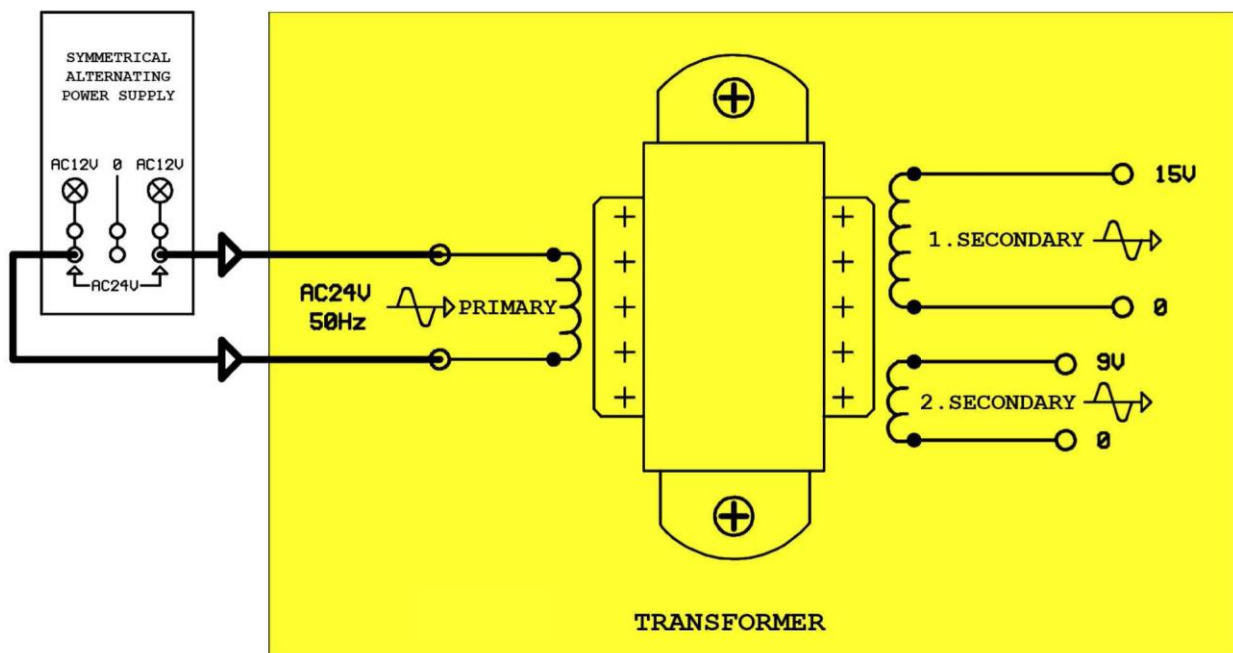 SYMMETRICAL
ALTERNATING
POWER SUPPLY
AC12V 0 AC12V
AC24V
AC24V
50Hz
PRIMARY
15V
1.SECONDARY
0
9V
2.SECONDARY
0
TRANSFORMER